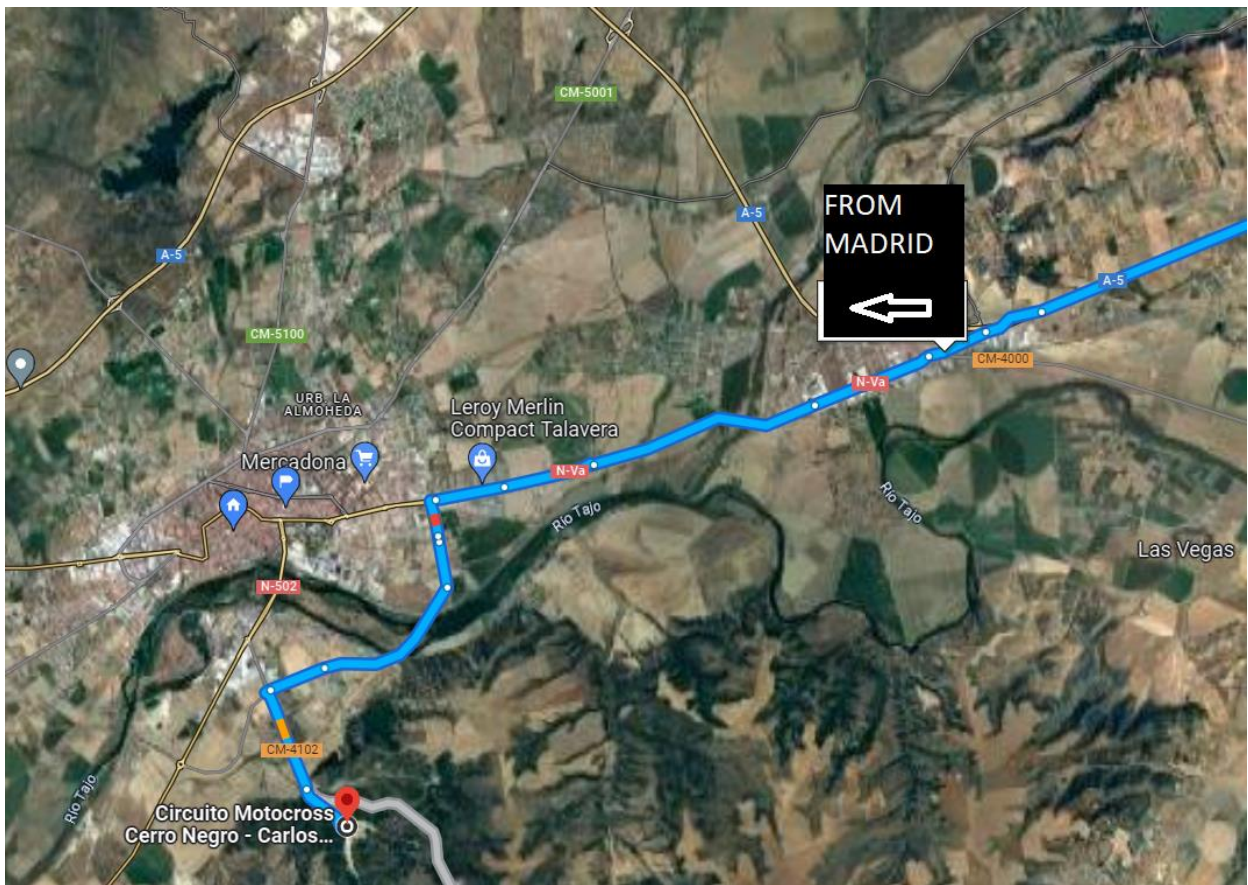 CM-5001
A-5
FROM
MADRID
A-5
A-5
CM-5100
CM-4000
N-Va
URB. LA
ALMOHEDA
Leroy Merlin
Compact Talavera
Mercadona
N-Va
Río Tajo
Río Tajo
Las Vegas
N-502
CM-4102
Río Tajo
Circuito Motocross
Cerro Negro - Carlos...